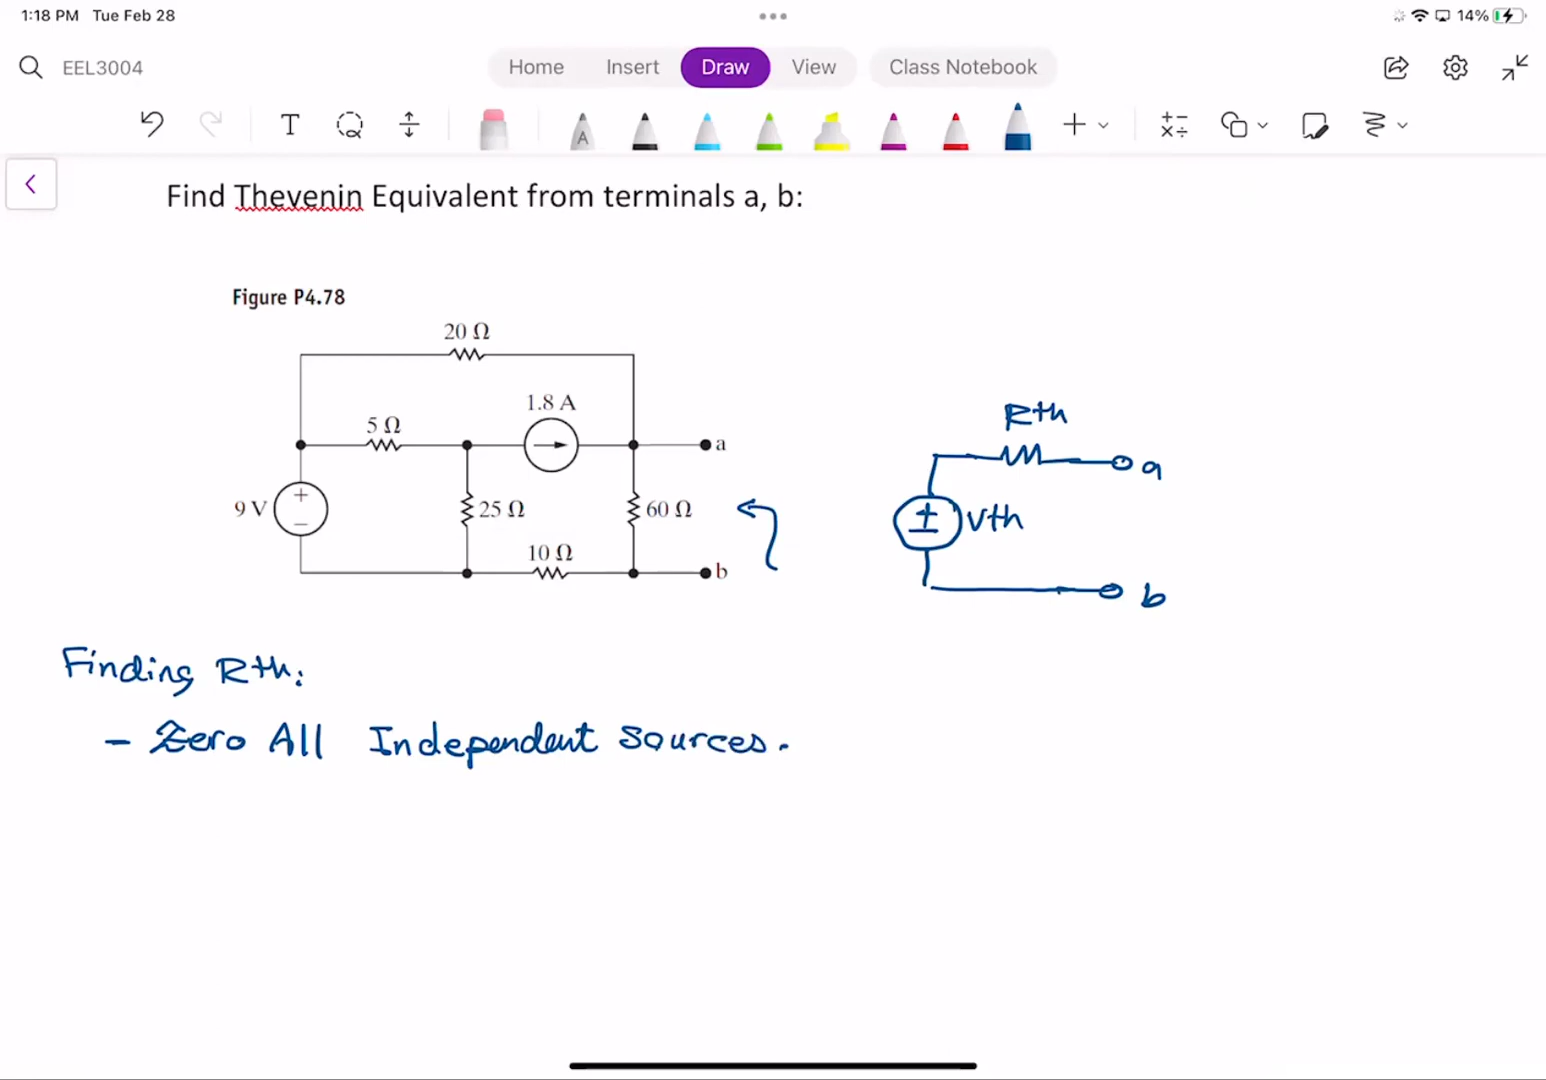 1:18 PM Tue Feb 28
14%
EEL3004
Home Insert Draw View Class Notebook
T
A
Find Thevenin Equivalent from terminals a, b:
Figure P4.78
20 Ω
1.8 A
5 Ω
a
+
9 V
−
25 Ω
60 Ω
10 Ω
b
Rth
a
± Vth
b
Finding Rth:
- Zero All Independent sources.